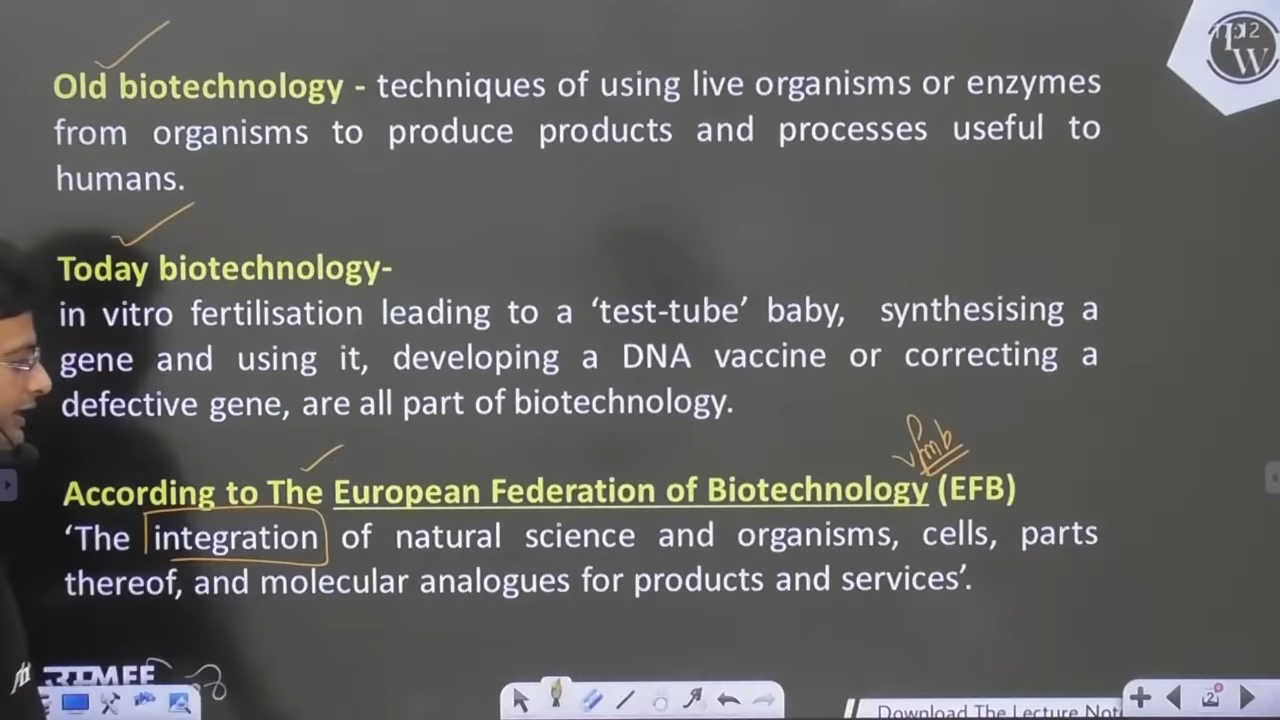 Old biotechnology - techniques of using live organisms or enzymes
from organisms to produce products and processes useful to
humans.
Today biotechnology-
in vitro fertilisation leading to a ‘test-tube’ baby, synthesising a
gene and using it, developing a DNA vaccine or correcting a
defective gene, are all part of biotechnology.
Imb
According to The European Federation of Biotechnology (EFB)
‘The integration of natural science and organisms, cells, parts
thereof, and molecular analogues for products and services’.
Download The Lecture Not